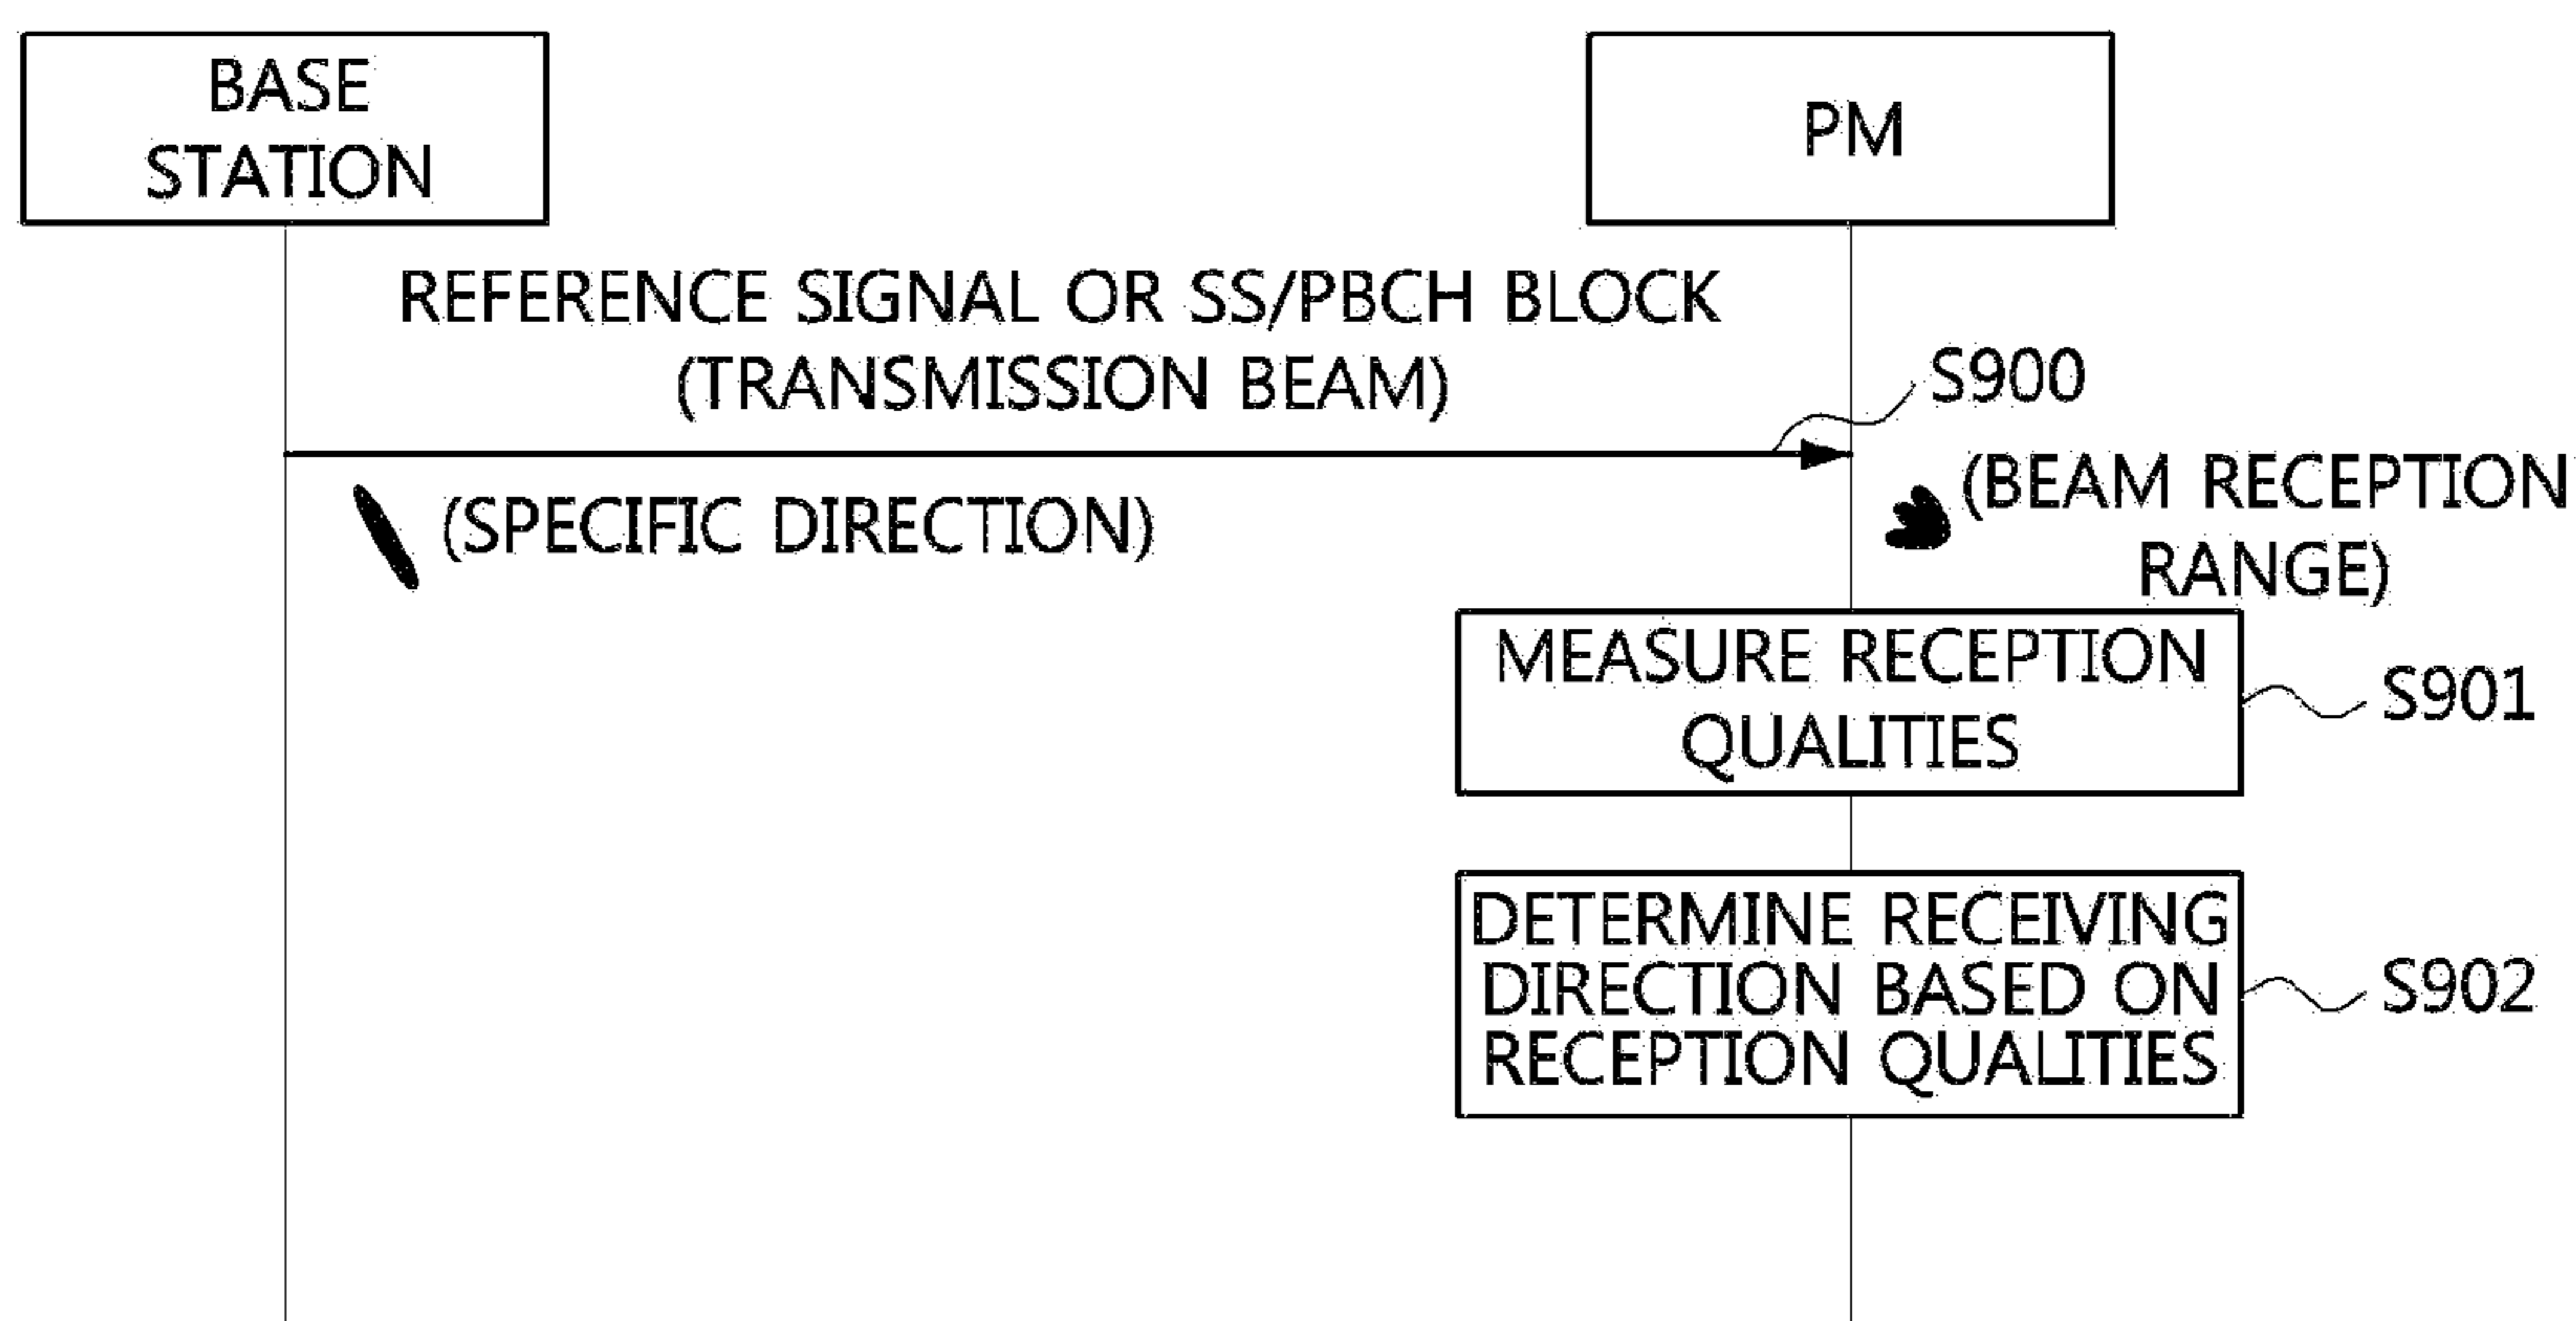 BASE
STATION
PM
REFERENCE SIGNAL OR SS/PBCH BLOCK
(TRANSMISSION BEAM)
S900
(SPECIFIC DIRECTION)
(BEAM RECEPTION
RANGE)
MEASURE RECEPTION
QUALITIES
S901
DETERMINE RECEIVING
DIRECTION BASED ON
RECEPTION QUALITIES
S902